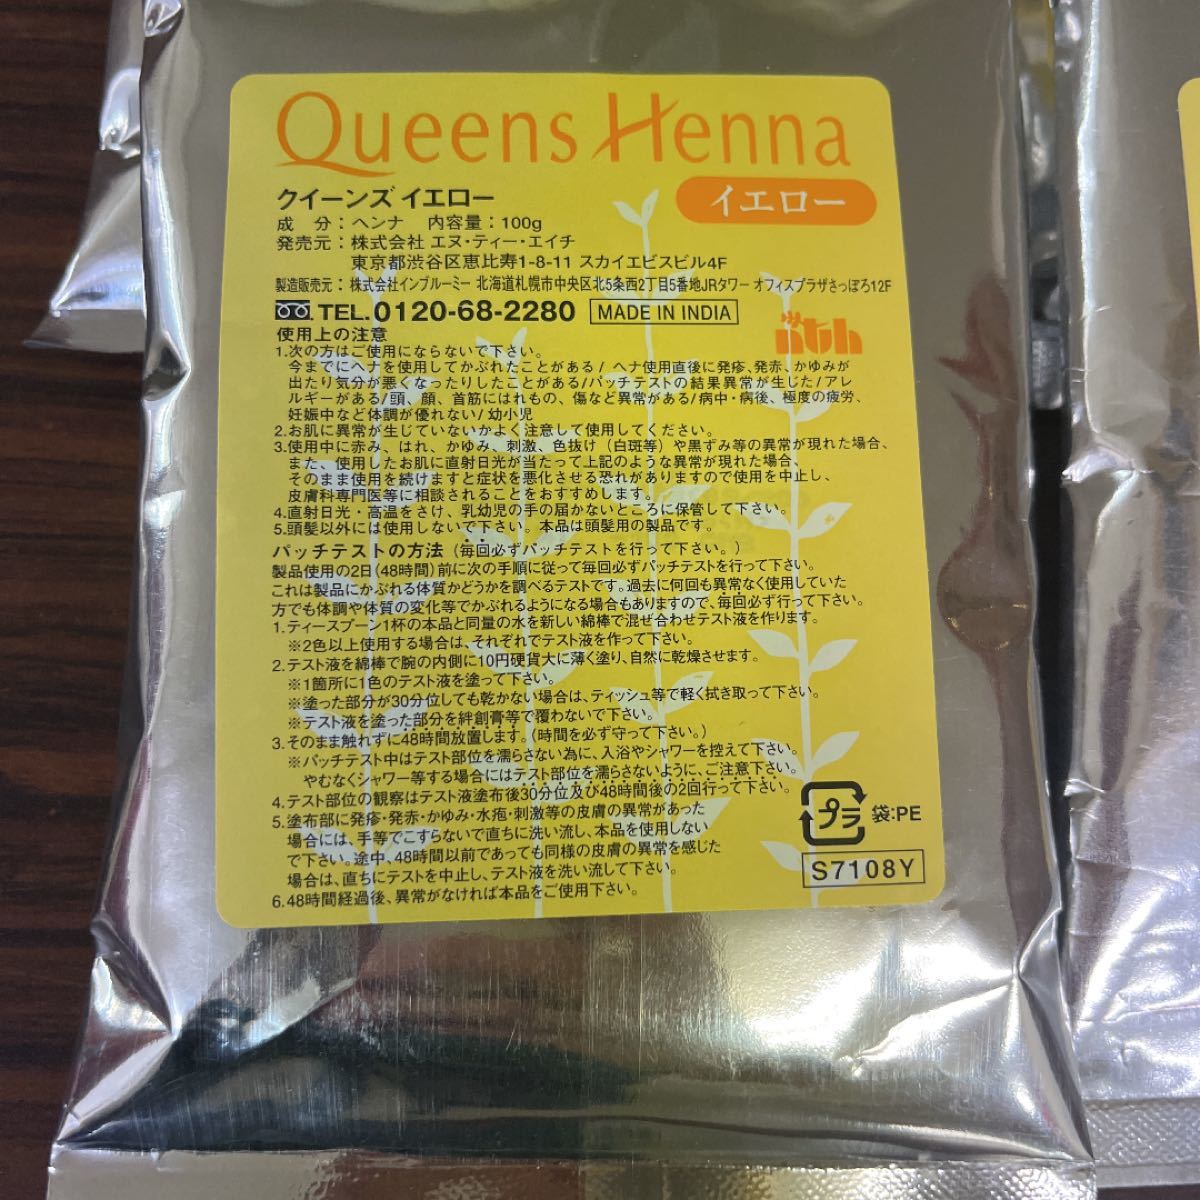 Queens Henna
イエロー
クイーンズ イエロー
成 分：ヘンナ 内容量：100g
発売元：株式会社 エヌ・ティー・エイチ
東京都渋谷区恵比寿1-8-11 スカイエビスビル4F
製造販売元：株式会社インブルーミー 北海道札幌市中央区北5条西2丁目5番地JRタワー オフィスプラザさっぽろ12F
TEL.0120-68-2280 MADE IN INDIA
nth
使用上の注意
1.次の方はご使用にならないで下さい。
今までにヘナを使用してかぶれたことがある/ ヘナ使用直後に発疹、発赤、かゆみが
出たり気分が悪くなったりしたことがある/パッチテストの結果異常が生じた/アレ
ルギーがある/頭、顔、首筋にはれもの、傷など異常がある/病中・病後、極度の疲労、
妊娠中など体調が優れない/ 幼小児
2.お肌に異常が生じていないかよく注意して使用してください。
3.使用中に赤み、はれ、かゆみ、刺激、色抜け（白斑等）や黒ずみ等の異常が現れた場合、
また、使用したお肌に直射日光が当たって上記のような異常が現れた場合、
そのまま使用を続けますと症状を悪化させる恐れがありますので使用を中止し、
皮膚科専門医等に相談されることをおすすめします。
4.直射日光・高温をさけ、乳幼児の手の届かないところに保管して下さい。
5.頭髪以外には使用しないで下さい。本品は頭髪用の製品です。
パッチテストの方法（毎回必ずパッチテストを行って下さい。）
製品使用の2日（48時間）前に次の手順に従って毎回必ずパッチテストを行って下さい。
これは製品にかぶれる体質かどうかを調べるテストです。過去に何回も異常なく使用していた
方でも体調や体質の変化等でかぶれるようになる場合もありますので、毎回必ず行って下さい。
1.ティースプーン1杯の本品と同量の水を新しい綿棒で混ぜ合わせテスト液を作ります。
※2色以上使用する場合は、それぞれでテスト液を作って下さい。
2.テスト液を綿棒で腕の内側に10円硬貨大に薄く塗り、自然に乾燥させます。
※1箇所に1色のテスト液を塗って下さい。
※塗った部分が30分位しても乾かない場合は、ティッシュ等で軽く拭き取って下さい。
※テスト液を塗った部分を絆創膏等で覆わないで下さい。
3.そのまま触れずに48時間放置します。（時間を必ず守って下さい。）
※パッチテスト中はテスト部位を濡らさない為に、入浴やシャワーを控えて下さい。
やむなくシャワー等する場合にはテスト部位を濡らさないように、ご注意下さい。
4.テスト部位の観察はテスト液塗布後30分位及び48時間後の2回行って下さい。
5.塗布部に発疹・発赤・かゆみ・水疱・刺激等の皮膚の異常があった
場合には、手等でこすらないで直ちに洗い流し、本品を使用しない
で下さい。途中、48時間以前であっても同様の皮膚の異常を感じた
場合は、直ちにテストを中止し、テスト液を洗い流して下さい。
6.48時間経過後、異常がなければ本品をご使用下さい。
プラ 袋：PE
S7108Y